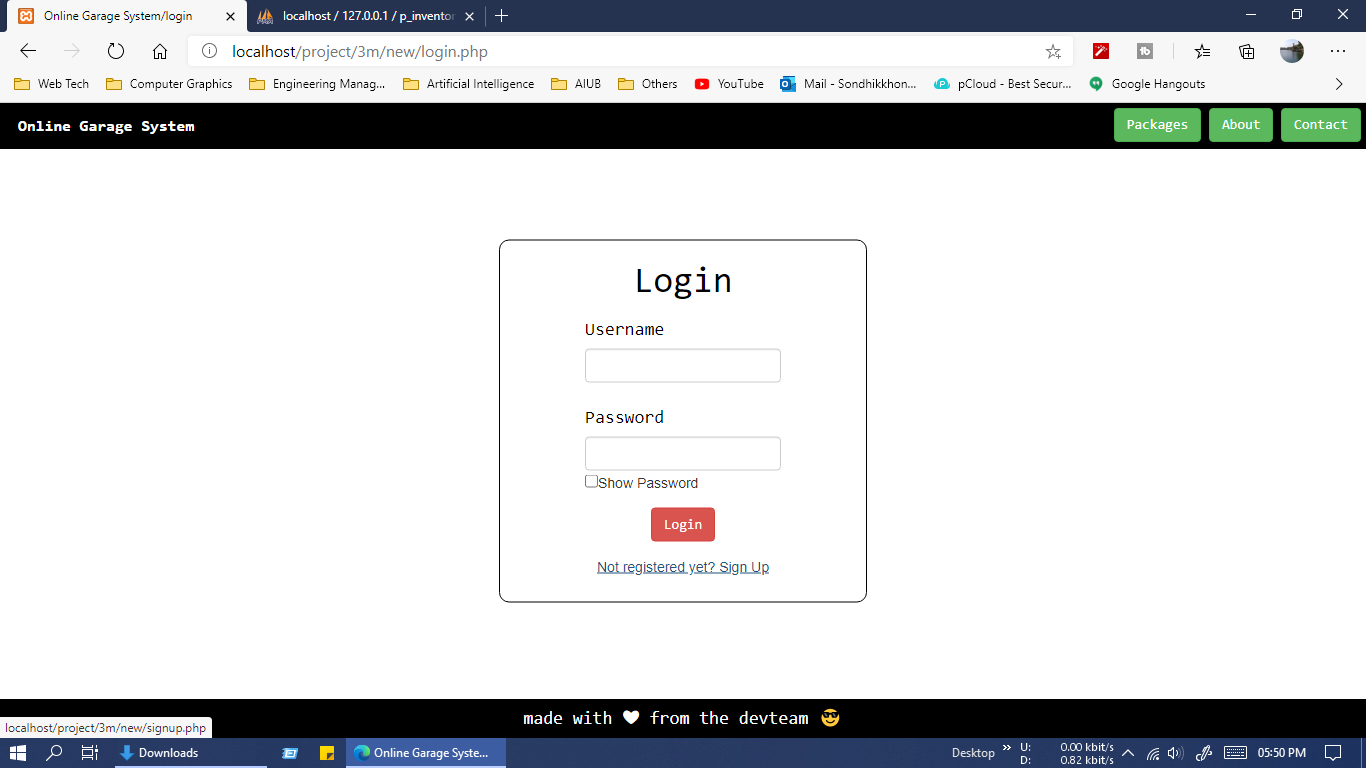 Online Garage System/login
localhost / 127.0.0.1 / p_inventor
localhost/project/3m/new/login.php
Web Tech Computer Graphics Engineering Manag... Artificial Intelligence AIUB Others YouTube Mail - Sondhikkhon... pCloud - Best Secur... Google Hangouts
Online Garage System Packages About Contact
Login
Username
Password
Show Password
Login
Not registered yet? Sign Up
made with 🤍 from the devteam 😎
localhost/project/3m/new/signup.php
Downloads Online Garage Syste... Desktop » U: 0.00 kbit/s
D: 0.82 kbit/s
05:50 PM